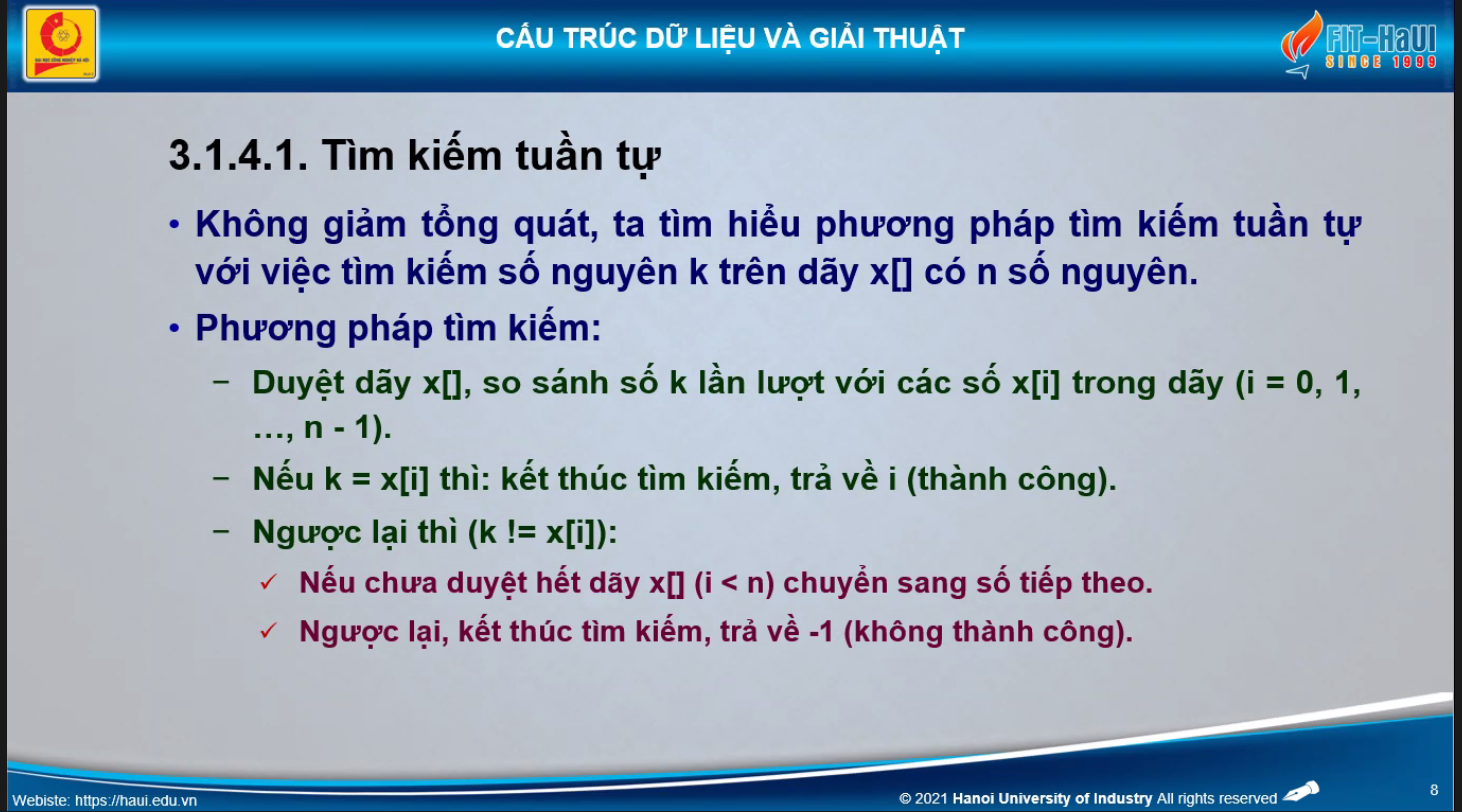 CẤU TRÚC DỮ LIỆU VÀ GIẢI THUẬT
FIT-HaUI
SINCE 1999
3.1.4.1. Tìm kiếm tuần tự
• Không giảm tổng quát, ta tìm hiểu phương pháp tìm kiếm tuần tự
với việc tìm kiếm số nguyên k trên dãy x[] có n số nguyên.
• Phương pháp tìm kiếm:
− Duyệt dãy x[], so sánh số k lần lượt với các số x[i] trong dãy (i = 0, 1,
…, n - 1).
− Nếu k = x[i] thì: kết thúc tìm kiếm, trả về i (thành công).
− Ngược lại thì (k != x[i]):
✓ Nếu chưa duyệt hết dãy x[] (i < n) chuyển sang số tiếp theo.
✓ Ngược lại, kết thúc tìm kiếm, trả về -1 (không thành công).
Webiste: https://haui.edu.vn
© 2021 Hanoi University of Industry All rights reserved
8